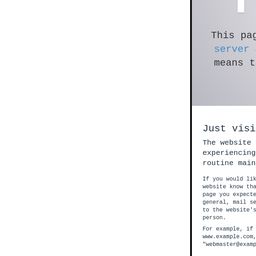 This pag
server
means t
Just visi
The website
experiencing
routine main
If you would lik
website know tha
page you expecte
general, mail se
to the website's
person.
For example, if
www.example.com,
"webmaster@examp